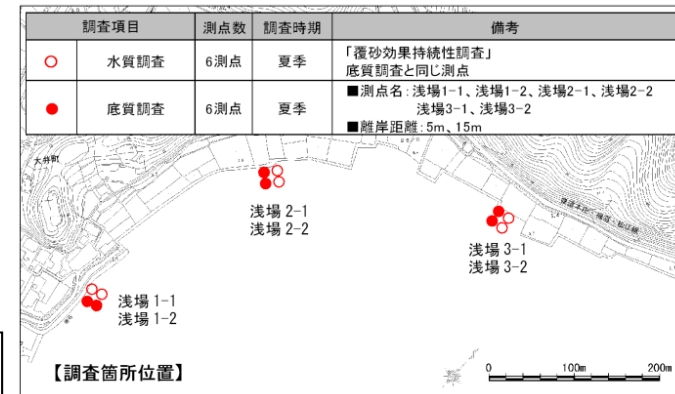 調査項目 測点数 調査時期 備考
○ 水質調査 6測点 夏季 「覆砂効果持続性調査」
底質調査と同じ測点
● 底質調査 6測点 夏季 ■測点名:浅場1-1、浅場1-2、浅場2-1、浅場2-2
浅場3-1、浅場3-2
■離岸距離:5m、15m
大井町
浅場 2-1
浅場 2-2
浅場 3-1
浅場 3-2
浅場 1-1
浅場 1-2
【調査箇所位置】
0 100m 200m